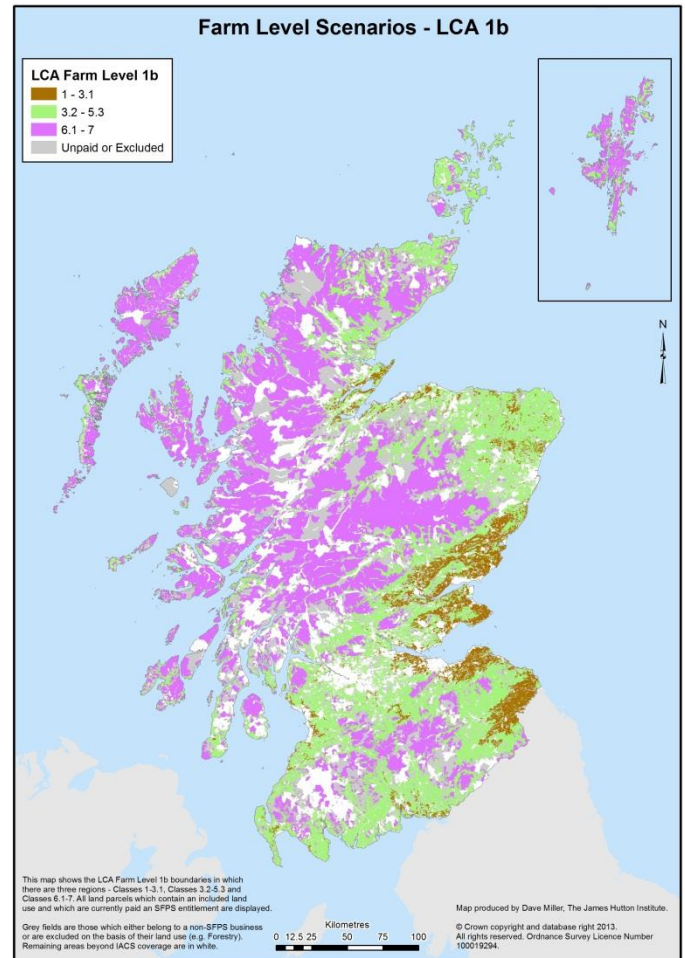 Farm Level Scenarios - LCA 1b
LCA Farm Level 1b
1 - 3.1
3.2 - 5.3
6.1 - 7
Unpaid or Excluded
N
This map shows the LCA Farm Level 1b boundaries in which
there are three regions - Classes 1-3.1, Classes 3.2-5.3 and
Classes 6.1-7. All land parcels which contain an included land
use and which are currently paid an SFPS entitlement are displayed.
Grey fields are those which either belong to a non-SFPS business
or are excluded on the basis of their land use (e.g. Forestry).
Remaining areas beyond IACS coverage are in white.
Kilometres
0 12.5 25 50 75 100
Map produced by Dave Miller, The James Hutton Institute.
© Crown copyright and database right 2013.
All rights reserved. Ordnance Survey Licence Number
100019294.